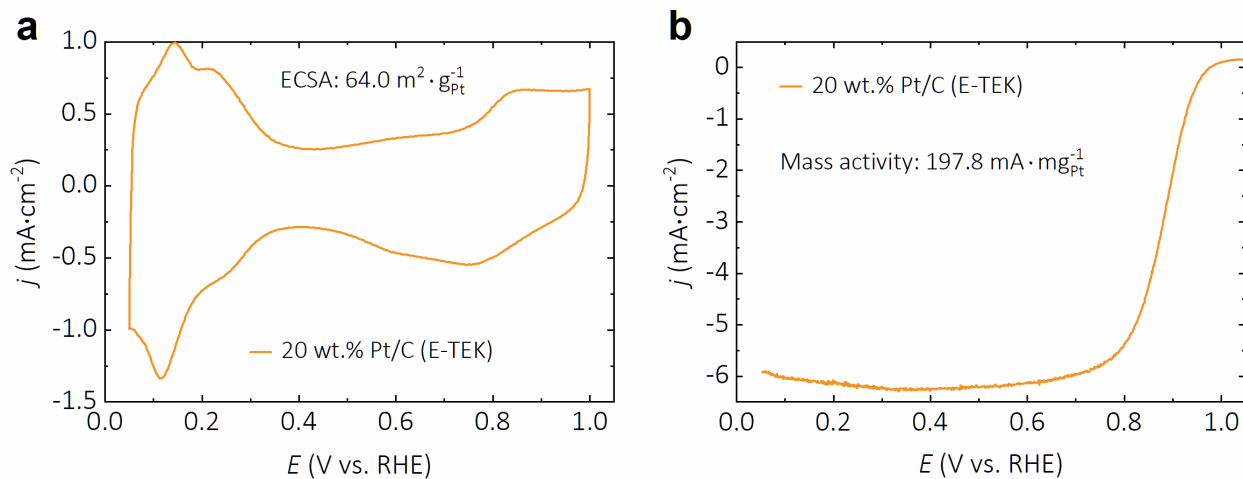 a
ECSA: 64.0 m²·g⁻¹Pt
1.0
0.5
0.0
-0.5
-1.0
-1.5
j (mA·cm⁻²)
20 wt.% Pt/C (E-TEK)
0.0 0.2 0.4 0.6 0.8 1.0
E (V vs. RHE)
b
20 wt.% Pt/C (E-TEK)
Mass activity: 197.8 mA·mg⁻¹Pt
0
-1
-2
-3
-4
-5
-6
j (mA·cm⁻²)
0.0 0.2 0.4 0.6 0.8 1.0
E (V vs. RHE)